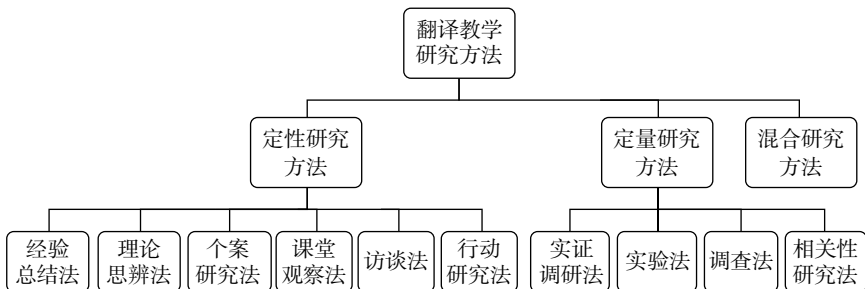 翻译教学
研究方法
定性研究
方法
定量研究
方法
混合研究
方法
经验
总结法
理论
思辨法
个案
研究法
课堂
观察法
访谈法
行动
研究法
实证
调研法
实验法
调查法
相关性
研究法